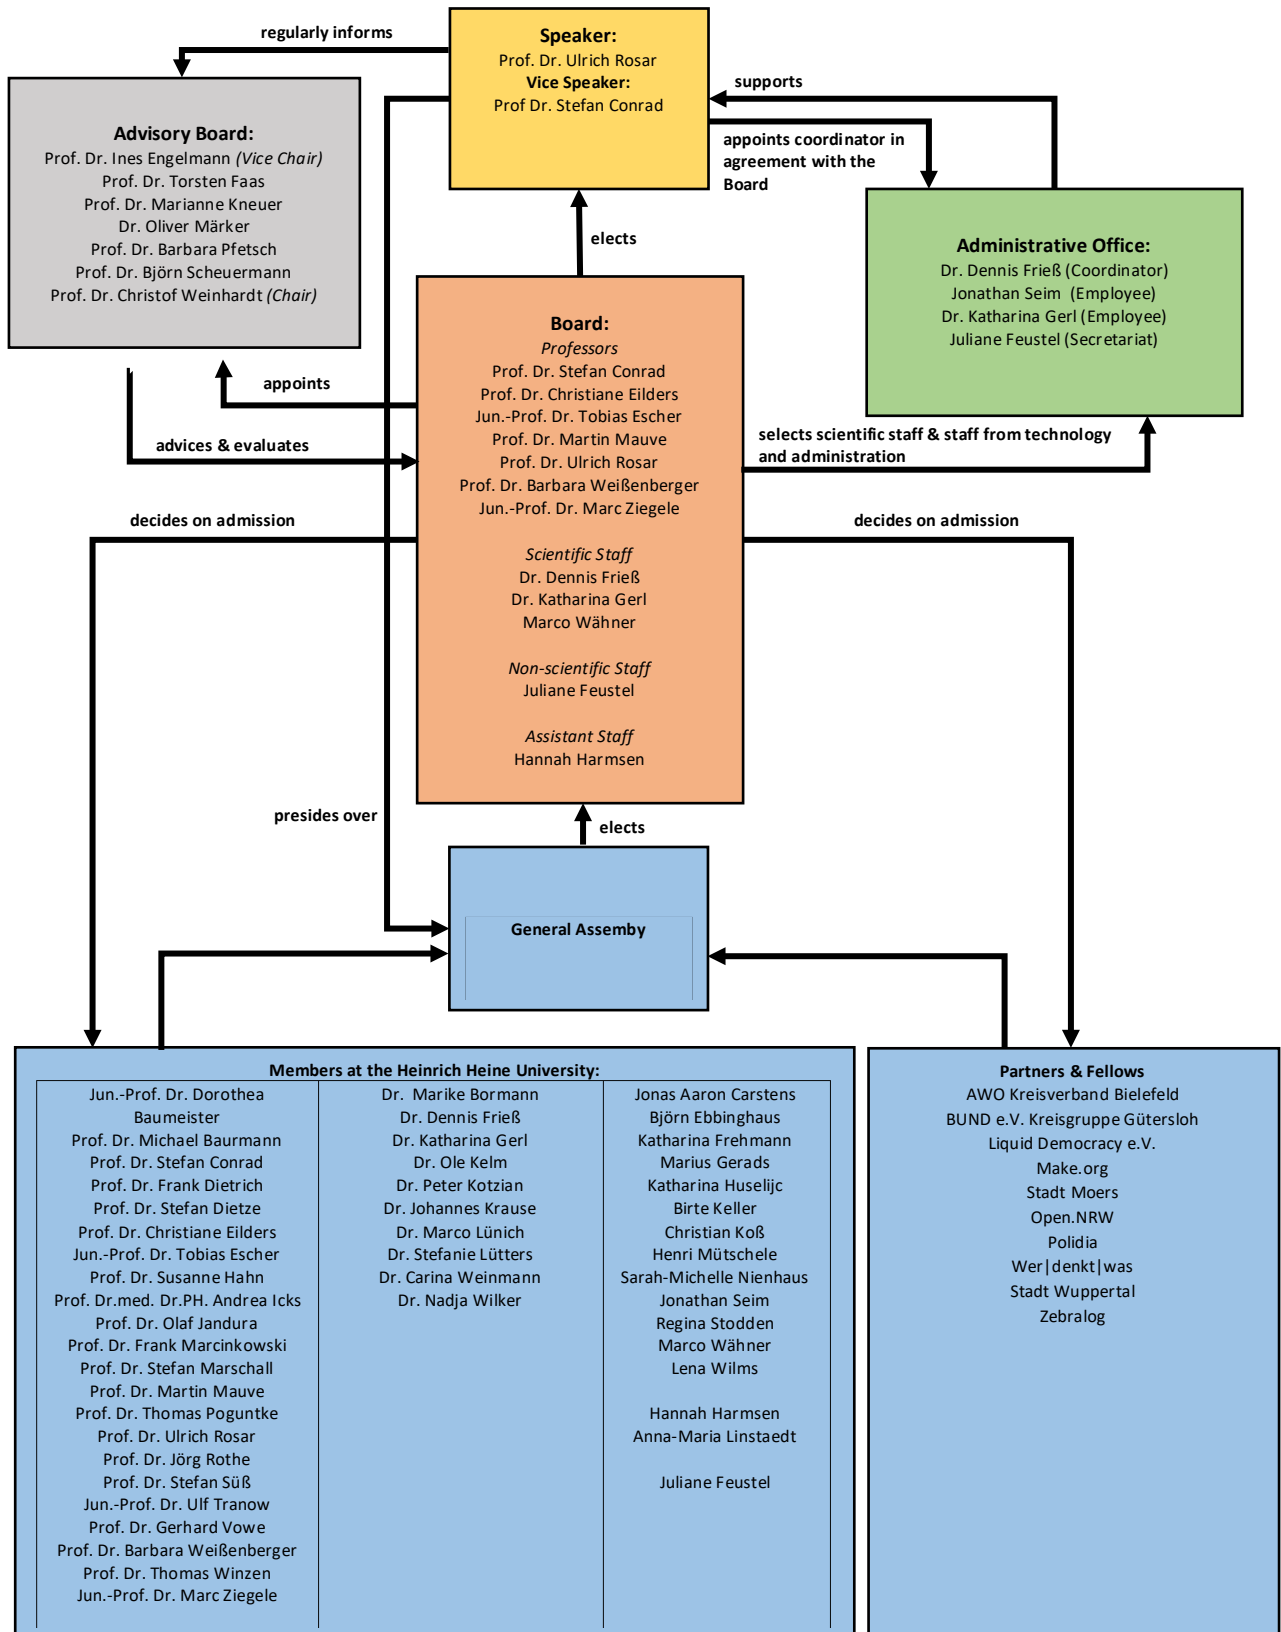 regularly informs
Speaker:
Prof. Dr. Ulrich Rosar
Vice Speaker:
Prof Dr. Stefan Conrad
supports
appoints coordinator in
agreement with the
Board
Advisory Board:
Prof. Dr. Ines Engelmann (Vice Chair)
Prof. Dr. Torsten Faas
Prof. Dr. Marianne Kneuer
Dr. Oliver Märker
Prof. Dr. Barbara Pfetsch
Prof. Dr. Björn Scheuermann
Prof. Dr. Christof Weinhardt (Chair)
elects
Administrative Office:
Dr. Dennis Frieß (Coordinator)
Jonathan Seim  (Employee)
Dr. Katharina Gerl (Employee)
Juliane Feustel (Secretariat)
Board:
Professors
Prof. Dr. Stefan Conrad
Prof. Dr. Christiane Eilders
Jun.-Prof. Dr. Tobias Escher
Prof. Dr. Martin Mauve
Prof. Dr. Ulrich Rosar
Prof. Dr. Barbara Weißenberger
Jun.-Prof. Dr. Marc Ziegele
Scientific Staff
Dr. Dennis Frieß
Dr. Katharina Gerl
Marco Wähner
Non-scientific Staff
Juliane Feustel
Assistant Staff
Hannah Harmsen
appoints
advices & evaluates
selects scientific staff & staff from technology
and administration
decides on admission
decides on admission
presides over
elects
General Assemby
Members at the Heinrich Heine University:
Jun.-Prof. Dr. Dorothea
Baumeister
Prof. Dr. Michael Baurmann
Prof. Dr. Stefan Conrad
Prof. Dr. Frank Dietrich
Prof. Dr. Stefan Dietze
Prof. Dr. Christiane Eilders
Jun.-Prof. Dr. Tobias Escher
Prof. Dr. Susanne Hahn
Prof. Dr.med. Dr.PH. Andrea Icks
Prof. Dr. Olaf Jandura
Prof. Dr. Frank Marcinkowski
Prof. Dr. Stefan Marschall
Prof. Dr. Martin Mauve
Prof. Dr. Thomas Poguntke
Prof. Dr. Ulrich Rosar
Prof. Dr. Jörg Rothe
Prof. Dr. Stefan Süß
Jun.-Prof. Dr. Ulf Tranow
Prof. Dr. Gerhard Vowe
Prof. Dr. Barbara Weißenberger
Prof. Dr. Thomas Winzen
Jun.-Prof. Dr. Marc Ziegele
Dr.  Marike Bormann
Dr. Dennis Frieß
Dr. Katharina Gerl
Dr. Ole Kelm
Dr. Peter Kotzian
Dr. Johannes Krause
Dr. Marco Lünich
Dr. Stefanie Lütters
Dr. Carina Weinmann
Dr. Nadja Wilker
Jonas Aaron Carstens
Björn Ebbinghaus
Katharina Frehmann
Marius Gerads
Katharina Huselijc
Birte Keller
Christian Koß
Henri Mütschele
Sarah-Michelle Nienhaus
Jonathan Seim
Regina Stodden
Marco Wähner
Lena Wilms
Hannah Harmsen
Anna-Maria Linstaedt
Juliane Feustel
Partners & Fellows
AWO Kreisverband Bielefeld
BUND e.V. Kreisgruppe Gütersloh
Liquid Democracy e.V.
Make.org
Stadt Moers
Open.NRW
Polidia
Wer|denkt|was
Stadt Wuppertal
Zebralog